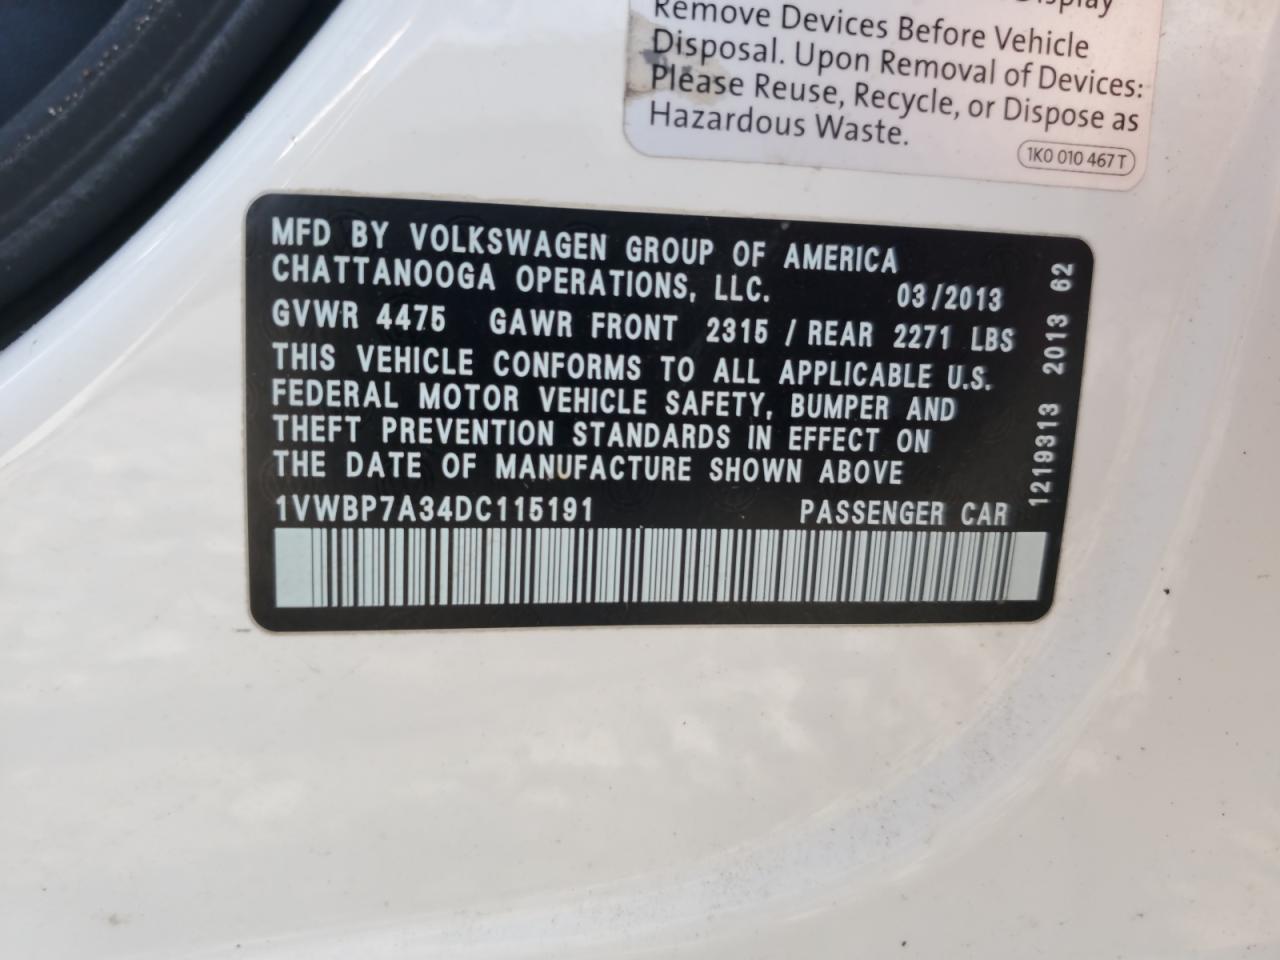 Display
Remove Devices Before Vehicle
Disposal. Upon Removal of Devices:
Please Reuse, Recycle, or Dispose as
Hazardous Waste.
1K0 010 467 T
MFD BY VOLKSWAGEN GROUP OF AMERICA
CHATTANOOGA OPERATIONS, LLC. 03/2013
GVWR 4475 GAWR FRONT 2315 / REAR 2271 LBS
THIS VEHICLE CONFORMS TO ALL APPLICABLE U.S.
FEDERAL MOTOR VEHICLE SAFETY, BUMPER AND
THEFT PREVENTION STANDARDS IN EFFECT ON
THE DATE OF MANUFACTURE SHOWN ABOVE
1VWBP7A34DC115191 PASSENGER CAR
1219313 2013 62